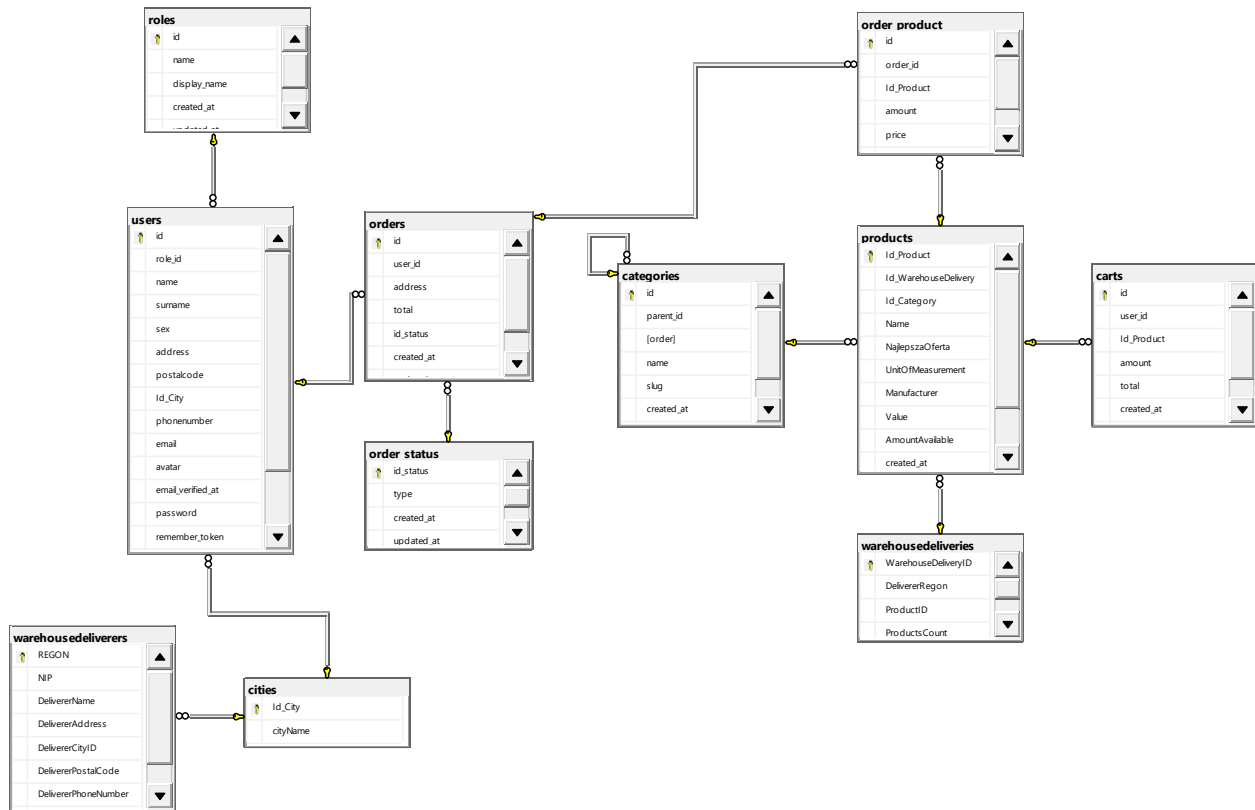 roles
id
name
display_name
created_at
updated_at
users
id
role_id
name
surname
sex
address
postalcode
Id_City
phonenumber
email
avatar
email_verified_at
password
remember_token
orders
id
user_id
address
total
id_status
created_at
order_status
id_status
type
created_at
updated_at
categories
id
parent_id
[order]
name
slug
created_at
order_product
id
order_id
Id_Product
amount
price
products
Id_Product
Id_WarehouseDelivery
Id_Category
Name
NajlepszaOferta
UnitOfMeasurement
Manufacturer
Value
AmountAvailable
created_at
carts
id
user_id
Id_Product
amount
total
created_at
warehousedeliveries
WarehouseDeliveryID
DelivererRegon
ProductID
ProductsCount
warehousedeliverers
REGON
NIP
DelivererName
DelivererAddress
DelivererCityID
DelivererPostalCode
DelivererPhoneNumber
cities
Id_City
cityName